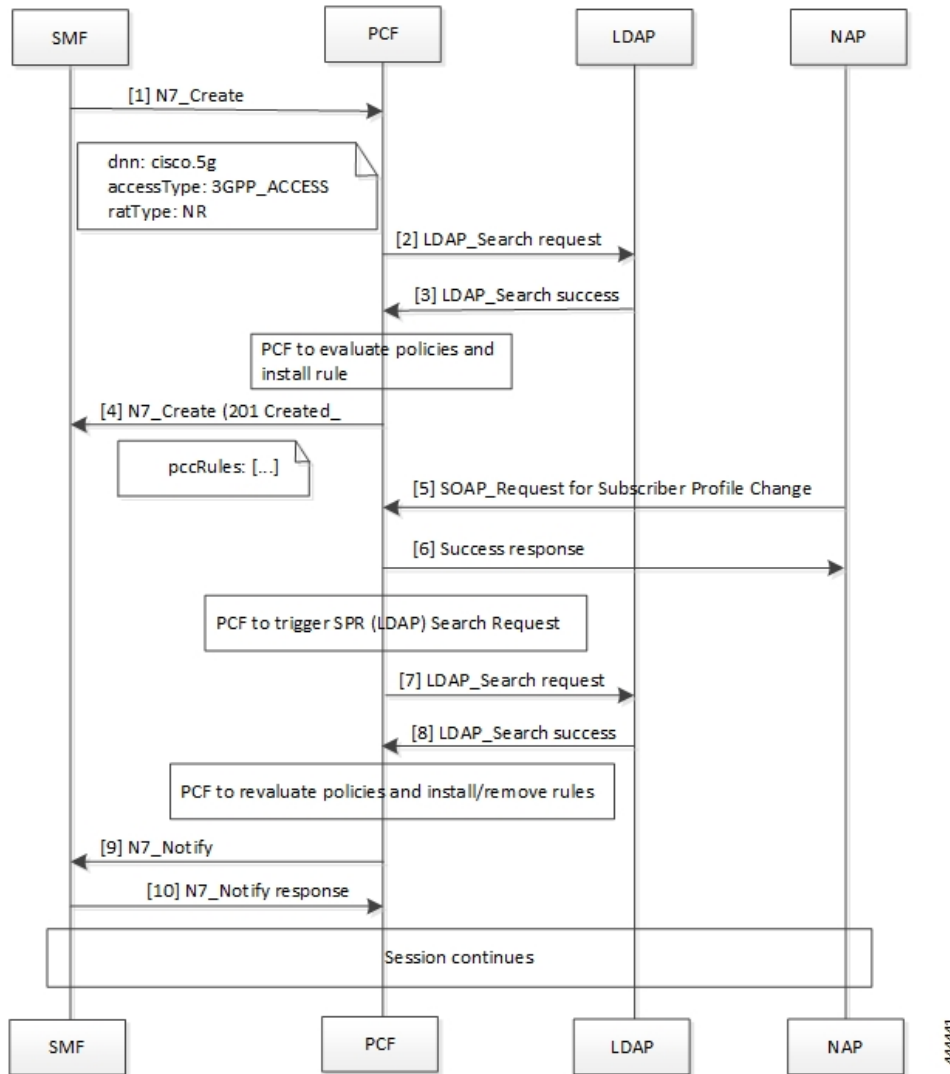 SMF
PCF
LDAP
NAP
[1] N7_Create
dnn: cisco.5g
accessType: 3GPP_ACCESS
ratType: NR
[2] LDAP_Search request
[3] LDAP_Search success
PCF to evaluate policies and
install rule
[4] N7_Create (201 Created_
pccRules: [...]
[5] SOAP_Request for Subscriber Profile Change
[6] Success response
PCF to trigger SPR (LDAP) Search Request
[7] LDAP_Search request
[8] LDAP_Search success
PCF to revaluate policies and install/remove rules
[9] N7_Notify
[10] N7_Notify response
Session continues
SMF
PCF
LDAP
NAP